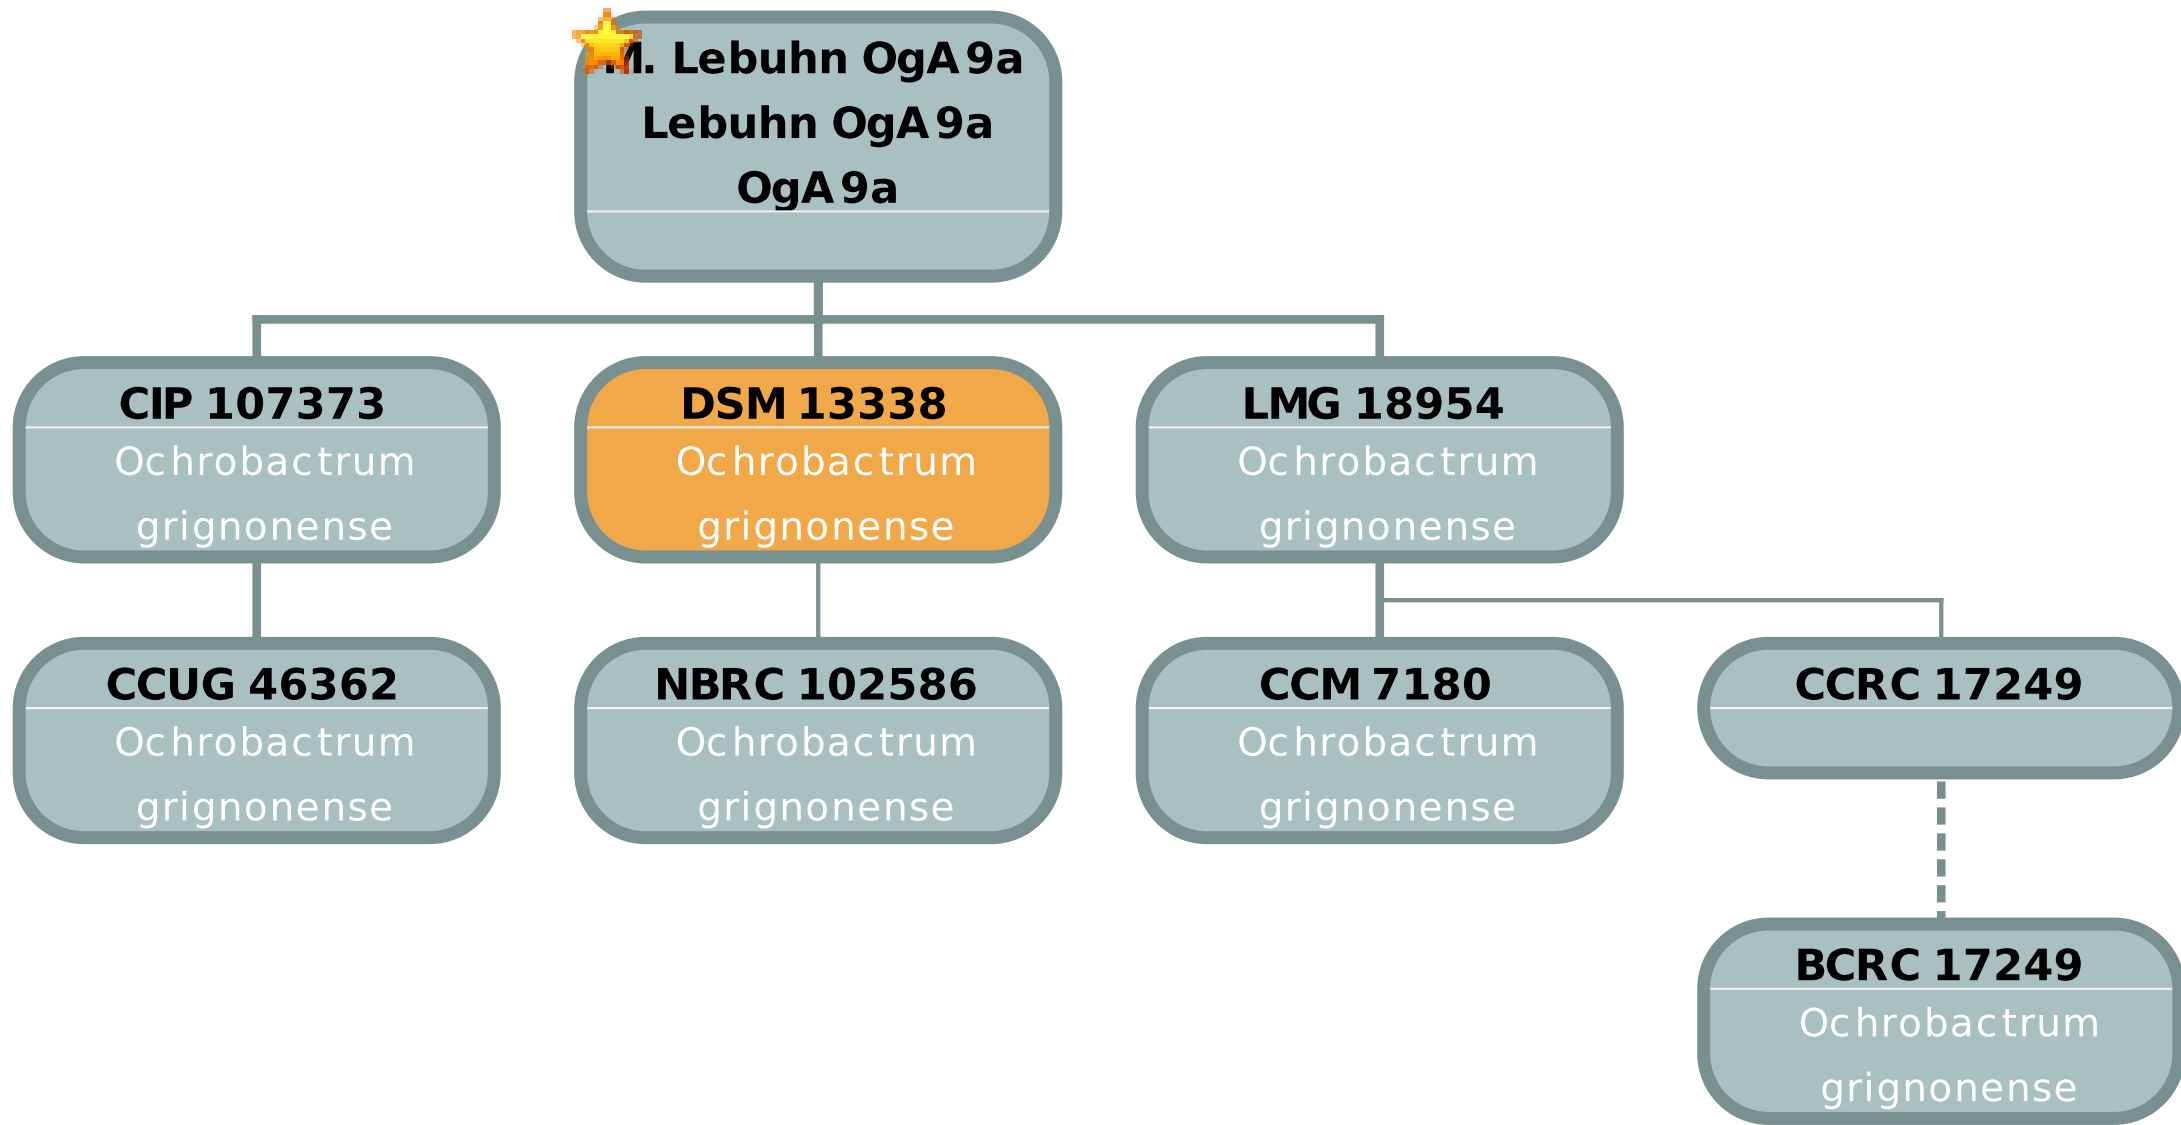 M. Lebuhn OgA 9a
Lebuhn OgA 9a
OgA 9a
CIP 107373
Ochrobactrum
grignonense
DSM 13338
Ochrobactrum
grignonense
LMG 18954
Ochrobactrum
grignonense
CCUG 46362
Ochrobactrum
grignonense
NBRC 102586
Ochrobactrum
grignonense
CCM 7180
Ochrobactrum
grignonense
CCRC 17249
BCRC 17249
Ochrobactrum
grignonense